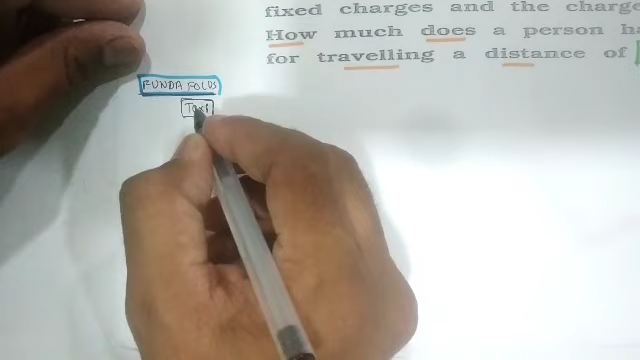 fixed charges and the charge
How much does a person ha
for travelling a distance of
FUNDA FOCUS
Taxi